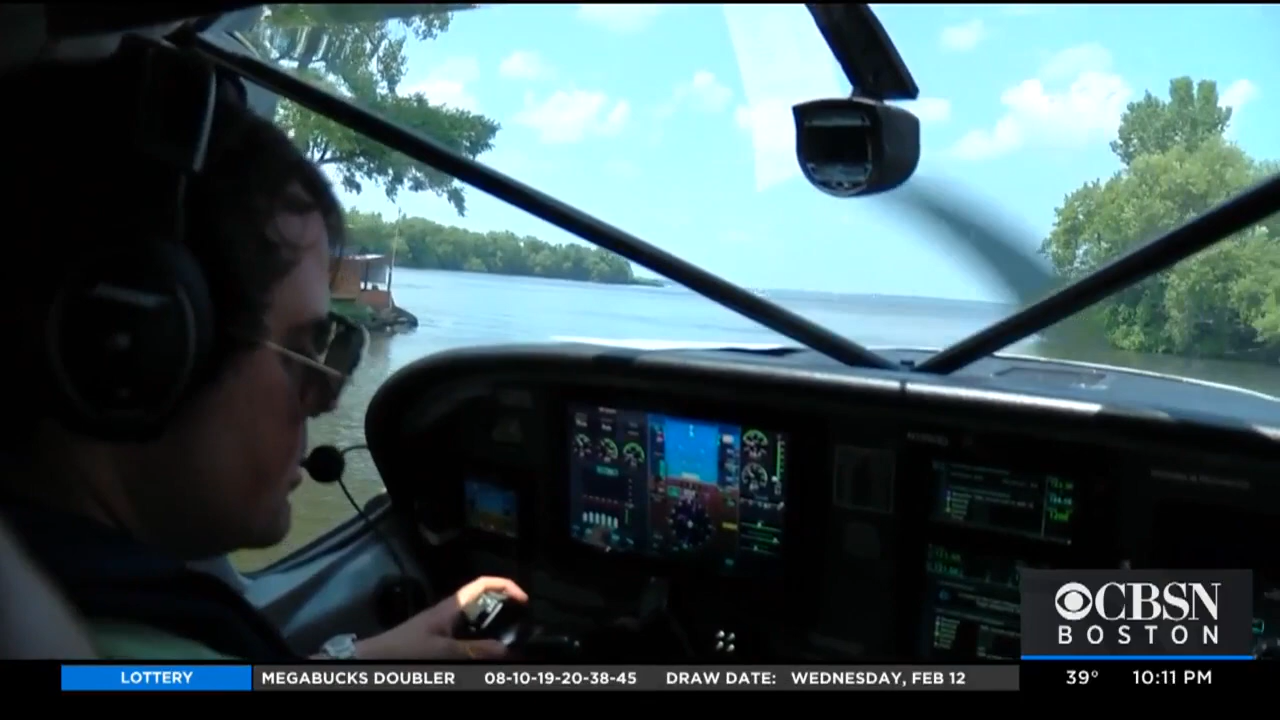 CBSN
BOSTON
LOTTERY MEGABUCKS DOUBLER 08-10-19-20-38-45 DRAW DATE: WEDNESDAY, FEB 12 39° 10:11 PM